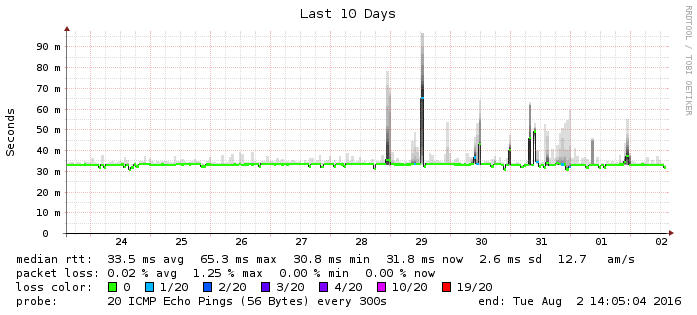 Last 10 Days
RRDTOOL / TOBI OETIKER
Seconds
90 m
80 m
70 m
60 m
50 m
40 m
30 m
20 m
10 m
0
24 25 26 27 28 29 30 31 01 02
median rtt: 33.5 ms avg 65.3 ms max 30.8 ms min 31.8 ms now 2.6 ms sd 12.7 am/s
packet loss: 0.02 % avg 1.25 % max 0.00 % min 0.00 % now
loss color: 0 1/20 2/20 3/20 4/20 10/20 19/20
probe: 20 ICMP Echo Pings (56 Bytes) every 300s end: Tue Aug 2 14:05:04 2016